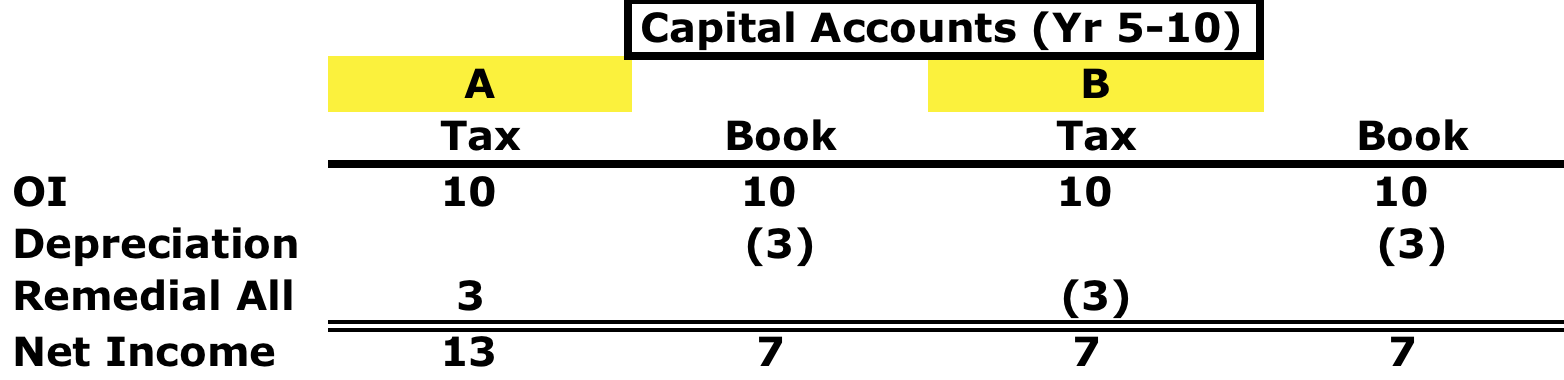 Capital Accounts (Yr 5-10)
A B
Tax Book Tax Book
OI 10 10 10 10
Depreciation (3) (3)
Remedial All 3 (3)
Net Income 13 7 7 7